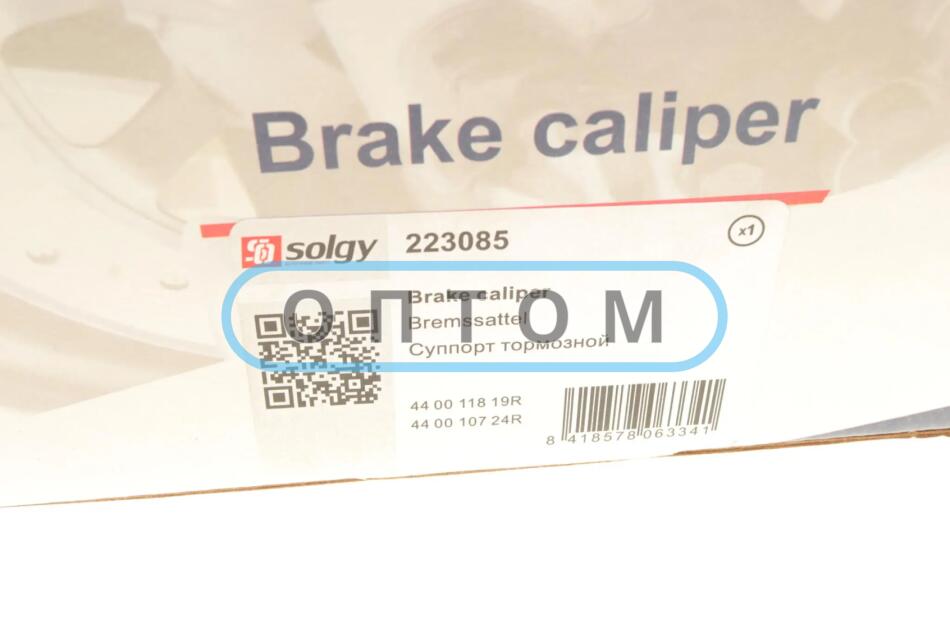 Brake caliper
solgy 223085 x1
Brake caliper
Bremssattel
Суппорт тормозной
ОПТОМ
44 00 118 19R
44 00 107 24R
8 418578 063341